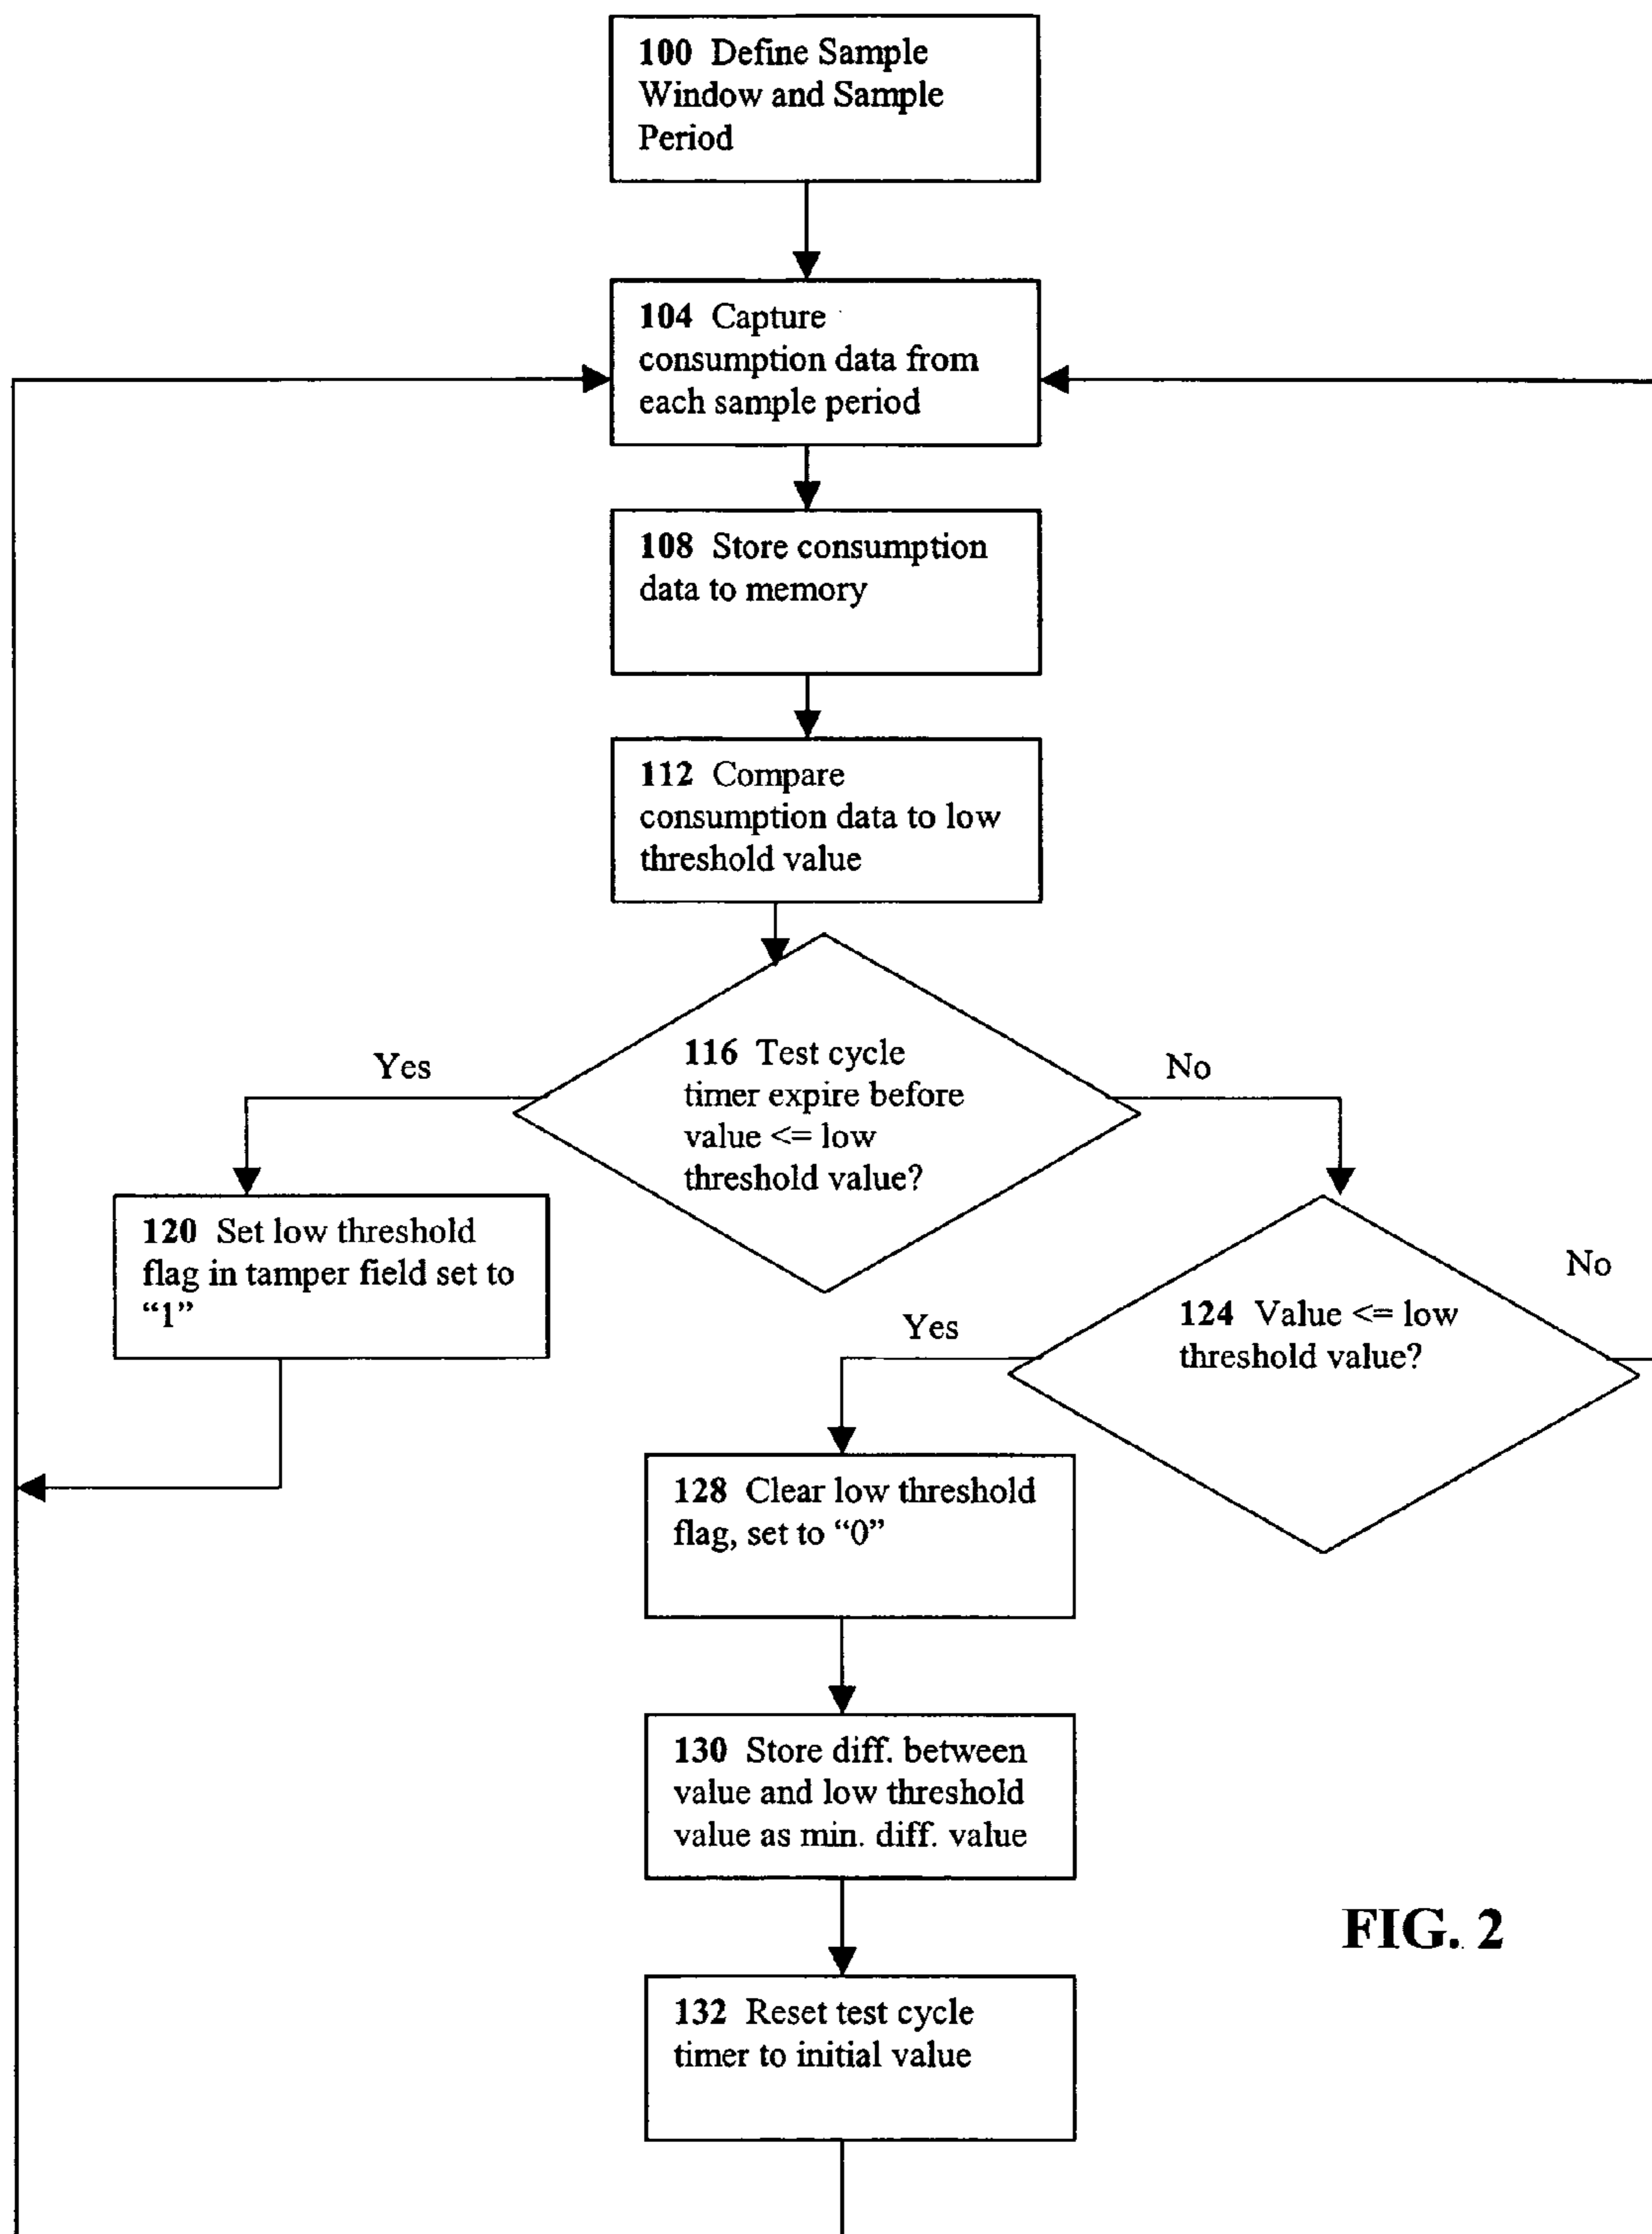 100 Define Sample
Window and Sample
Period
104 Capture
consumption data from
each sample period
108 Store consumption
data to memory
112 Compare
consumption data to low
threshold value
116 Test cycle
timer expire before
value <= low
threshold value?
Yes
No
120 Set low threshold
flag in tamper field set to
“1”
124 Value <= low
threshold value?
Yes
No
128 Clear low threshold
flag, set to “0”
130 Store diff. between
value and low threshold
value as min. diff. value
132 Reset test cycle
timer to initial value
FIG. 2